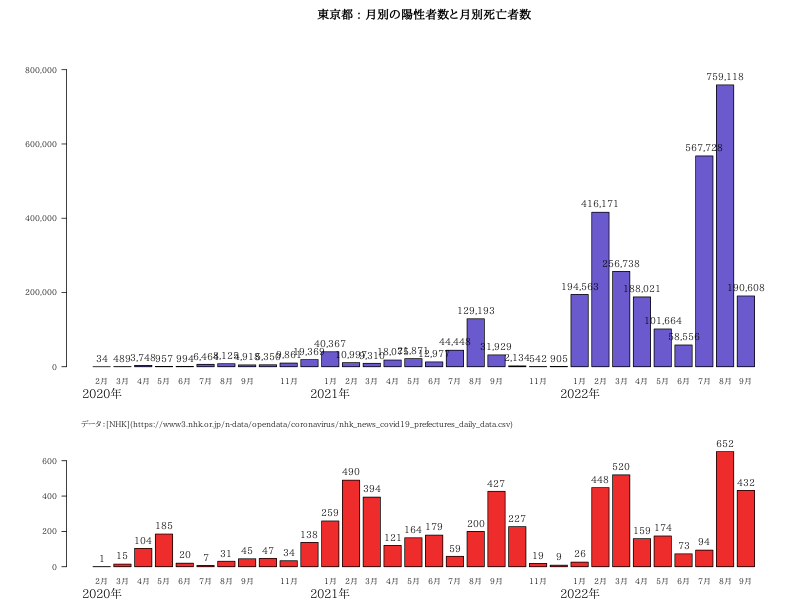 東京都：月別の陽性者数と月別死亡者数
800,000
759,118
600,000
567,728
416,171
400,000
256,738
200,000
194,563
188,021
190,608
129,193
101,664
58,556
34 489 3,748 957 994 6,464 8,125 4,915 5,350 9,861 19,369 40,367 10,997 9,310 18,075 21,871 12,977 44,448 31,929 2,134 542 905
0
2月 3月 4月 5月 6月 7月 8月 9月 11月 1月 2月 3月 4月 5月 6月 7月 8月 9月 11月 1月 2月 3月 4月 5月 6月 7月 8月 9月
2020年 2021年 2022年
データ：[NHK](https://www3.nhk.or.jp/n-data/opendata/coronavirus/nhk_news_covid19_prefectures_daily_data.csv)
600
400
200
0
1 15 104 185 20 7 31 45 47 34 138 259 490 394 121 164 179 59 200 427 227 19 9 26 448 520 159 174 73 94 652 432
2月 3月 4月 5月 6月 7月 8月 9月 11月 1月 2月 3月 4月 5月 6月 7月 8月 9月 11月 1月 2月 3月 4月 5月 6月 7月 8月 9月
2020年 2021年 2022年